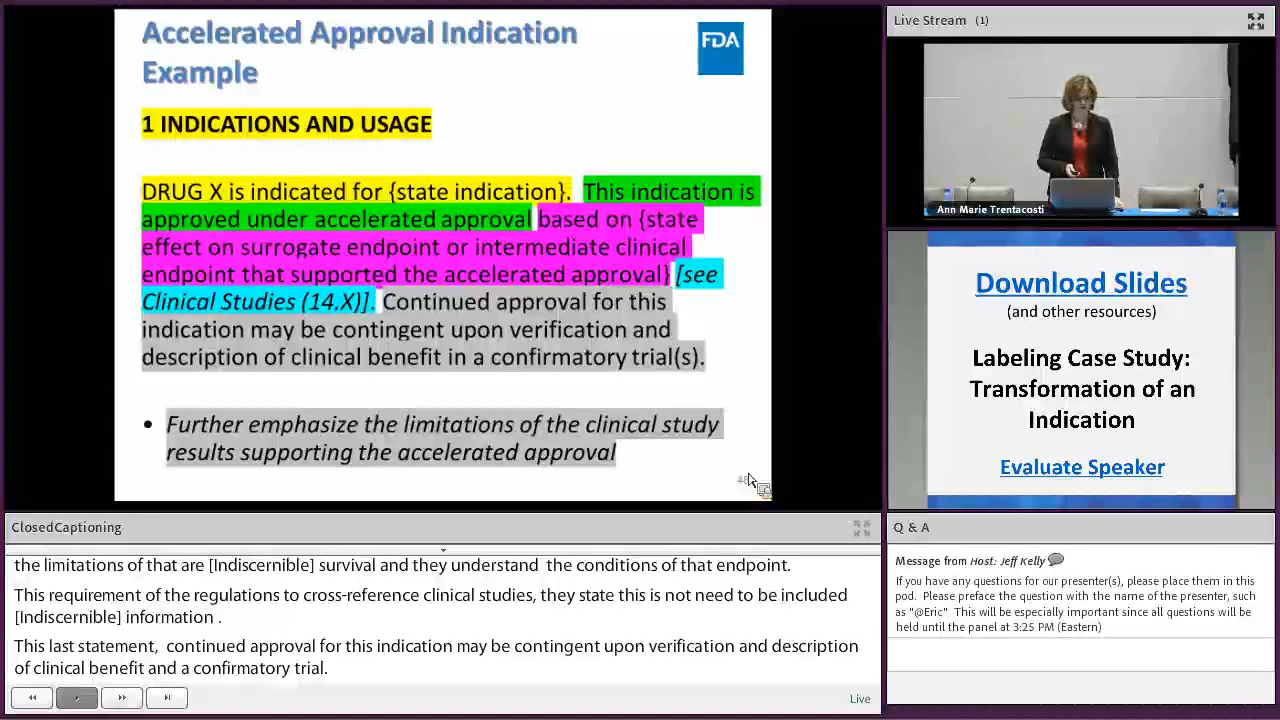 Accelerated Approval Indication
Example
FDA
1 INDICATIONS AND USAGE
DRUG X is indicated for {state indication}. This indication is
approved under accelerated approval based on {state
effect on surrogate endpoint or intermediate clinical
endpoint that supported the accelerated approval} [see
Clinical Studies (14.X)]. Continued approval for this
indication may be contingent upon verification and
description of clinical benefit in a confirmatory trial(s).
• Further emphasize the limitations of the clinical study
results supporting the accelerated approval
ClosedCaptioning
the limitations of that are [Indiscernible] survival and they understand the conditions of that endpoint.
This requirement of the regulations to cross-reference clinical studies, they state this is not need to be included
[Indiscernible] information .
This last statement, continued approval for this indication may be contingent upon verification and description
of clinical benefit and a confirmatory trial.
Live
Live Stream (1)
Ann Marie Trentacosti
Download Slides
(and other resources)
Labeling Case Study:
Transformation of an
Indication
Evaluate Speaker
Q & A
Message from Host: Jeff Kelly
If you have any questions for our presenter(s), please place them in this
pod. Please preface the question with the name of the presenter, such
as "@Eric" This will be especially important since all questions will be
held until the panel at 3:25 PM (Eastern)